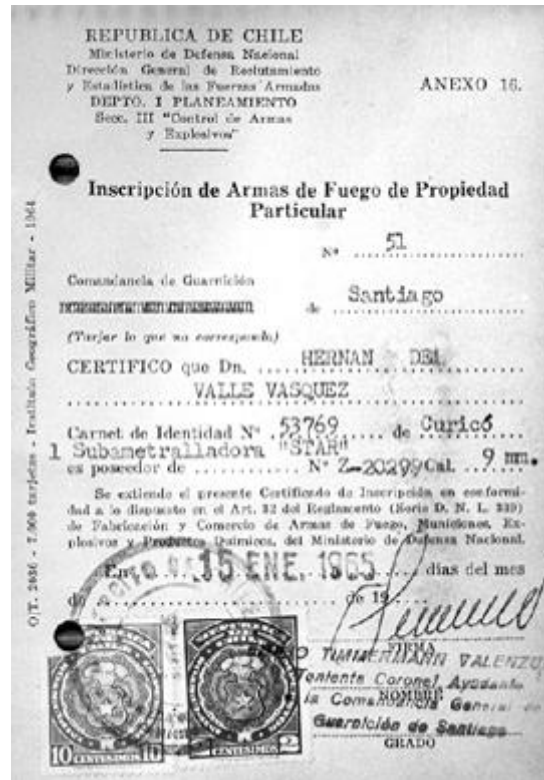 REPUBLICA DE CHILE
Ministerio de Defensa Nacional
Dirección General de Reclutamiento
y Estadística de las Fuerzas Armadas
DEPTO. I PLANEAMIENTO
Secc. III "Control de Armas
y Explosivos"
ANEXO 16.
Inscripción de Armas de Fuego de Propiedad
Particular
Nº 51
Comandancia de Guarnición
de Santiago
(Tarjar lo que no corresponda)
CERTIFICO que Dn. HERNAN DEL
VALLE VASQUEZ
Carnet de Identidad Nº 53769 de Curicó
1 Subametralladora "STAR"
es poseedor de Nº Z-20299 Cal. 9 mm.
Se extiende el presente Certificado de Inscripción en conformi-
dad a lo dispuesto en el Art. 32 del Reglamento (Serie D. N. L. 339)
de Fabricación y Comercio de Armas de Fuego, Municiones, Ex-
plosivos y Productos Químicos, del Ministerio de Defensa Nacional.
En a 15 ENE. 1965 días del mes
de de 19
FIRMA
TIMMERMANN VALENZU
Teniente Coronel Ayudante
NOMBRE
la Comandancia General de
Guarnición de Santiago
GRADO
10 CENTESIMOS 10
2 CENTESIMOS 2
O/T. 2036 - 7.000 tarjetas - Instituto Geográfico Militar - 1964